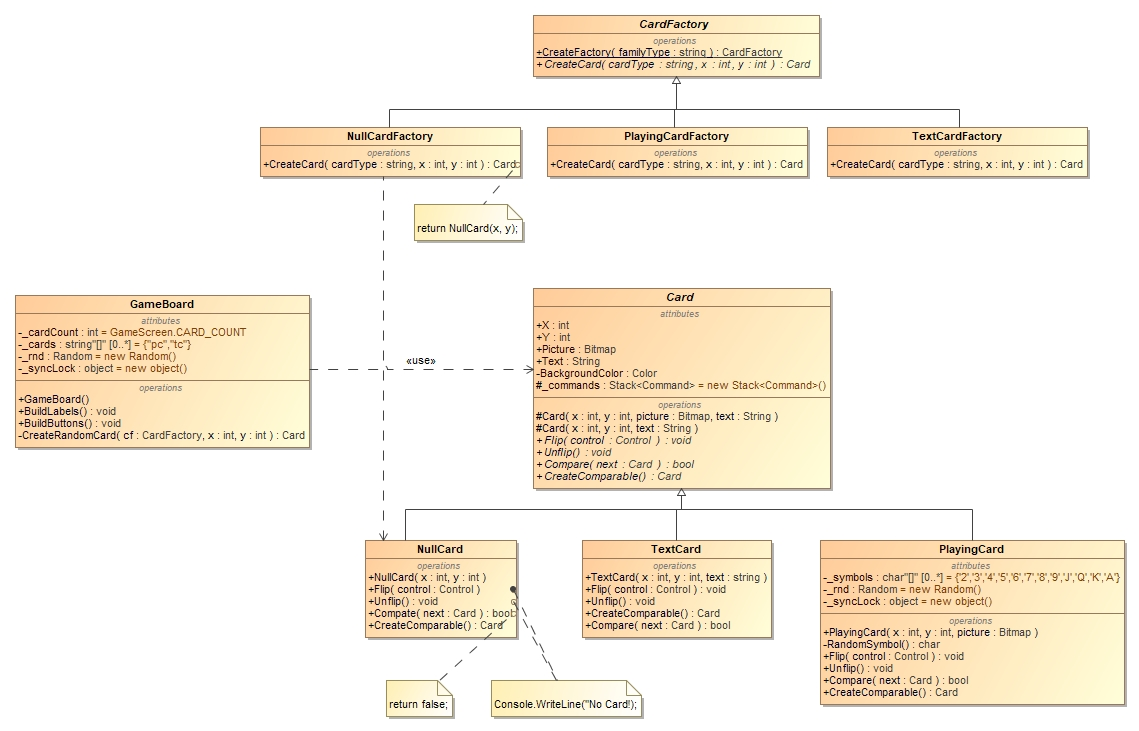 CardFactory
operations
+CreateFactory( familyType : string ) : CardFactory
+CreateCard( cardType : string, x : int, y : int ) : Card
NullCardFactory
operations
+CreateCard( cardType : string, x : int, y : int ) : Card
PlayingCardFactory
operations
+CreateCard( cardType : string, x : int, y : int ) : Card
TextCardFactory
operations
+CreateCard( cardType : string, x : int, y : int ) : Card
return NullCard(x, y);
GameBoard
attributes
-_cardCount : int = GameScreen.CARD_COUNT
-_cards : string"[]" [0..*] = {"pc","tc"}
-_rnd : Random = new Random()
-_syncLock : object = new object()
operations
+GameBoard()
+BuildLabels() : void
+BuildButtons() : void
-CreateRandomCard( cf : CardFactory, x : int, y : int ) : Card
«use»
Card
attributes
+X : int
+Y : int
+Picture : Bitmap
+Text : String
-BackgroundColor : Color
#_commands : Stack<Command> = new Stack<Command>()
operations
#Card( x : int, y : int, picture : Bitmap, text : String )
#Card( x : int, y : int, text : String )
+Flip( control : Control ) : void
+Unflip() : void
+Compare( next : Card ) : bool
+CreateComparable() : Card
NullCard
operations
+NullCard( x : int, y : int )
+Flip( control : Control )
+Unflip() : void
+Compate( next : Card ) : bool
+CreateComparable() : Card
TextCard
operations
+TextCard( x : int, y : int, text : string )
+Flip( control : Control ) : void
+Unflip() : void
+CreateComparable() : Card
+Compare( next : Card ) : bool
PlayingCard
attributes
-_symbols : char"[]" [0..*] = {'2','3','4','5','6','7','8','9','J','Q','K','A'}
-_rnd : Random = new Random()
-_syncLock : object = new object()
operations
+PlayingCard( x : int, y : int, picture : Bitmap )
-RandomSymbol() : char
+Flip( control : Control ) : void
+Unflip() : void
+Compare( next : Card ) : bool
+CreateComparable() : Card
return false;
Console.WriteLine("No Card!);